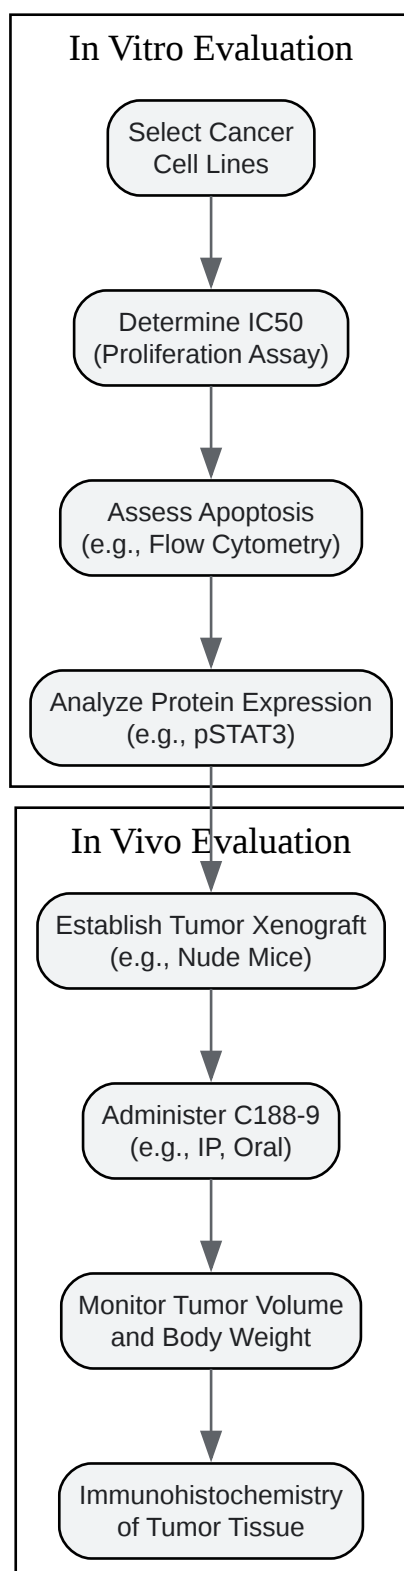 In Vitro Evaluation
Select Cancer
Cell Lines
Determine IC50
(Proliferation Assay)
Assess Apoptosis
(e.g., Flow Cytometry)
Analyze Protein Expression
(e.g., pSTAT3)
In Vivo Evaluation
Establish Tumor Xenograft
(e.g., Nude Mice)
Administer C188-9
(e.g., IP, Oral)
Monitor Tumor Volume
and Body Weight
Immunohistochemistry
of Tumor Tissue